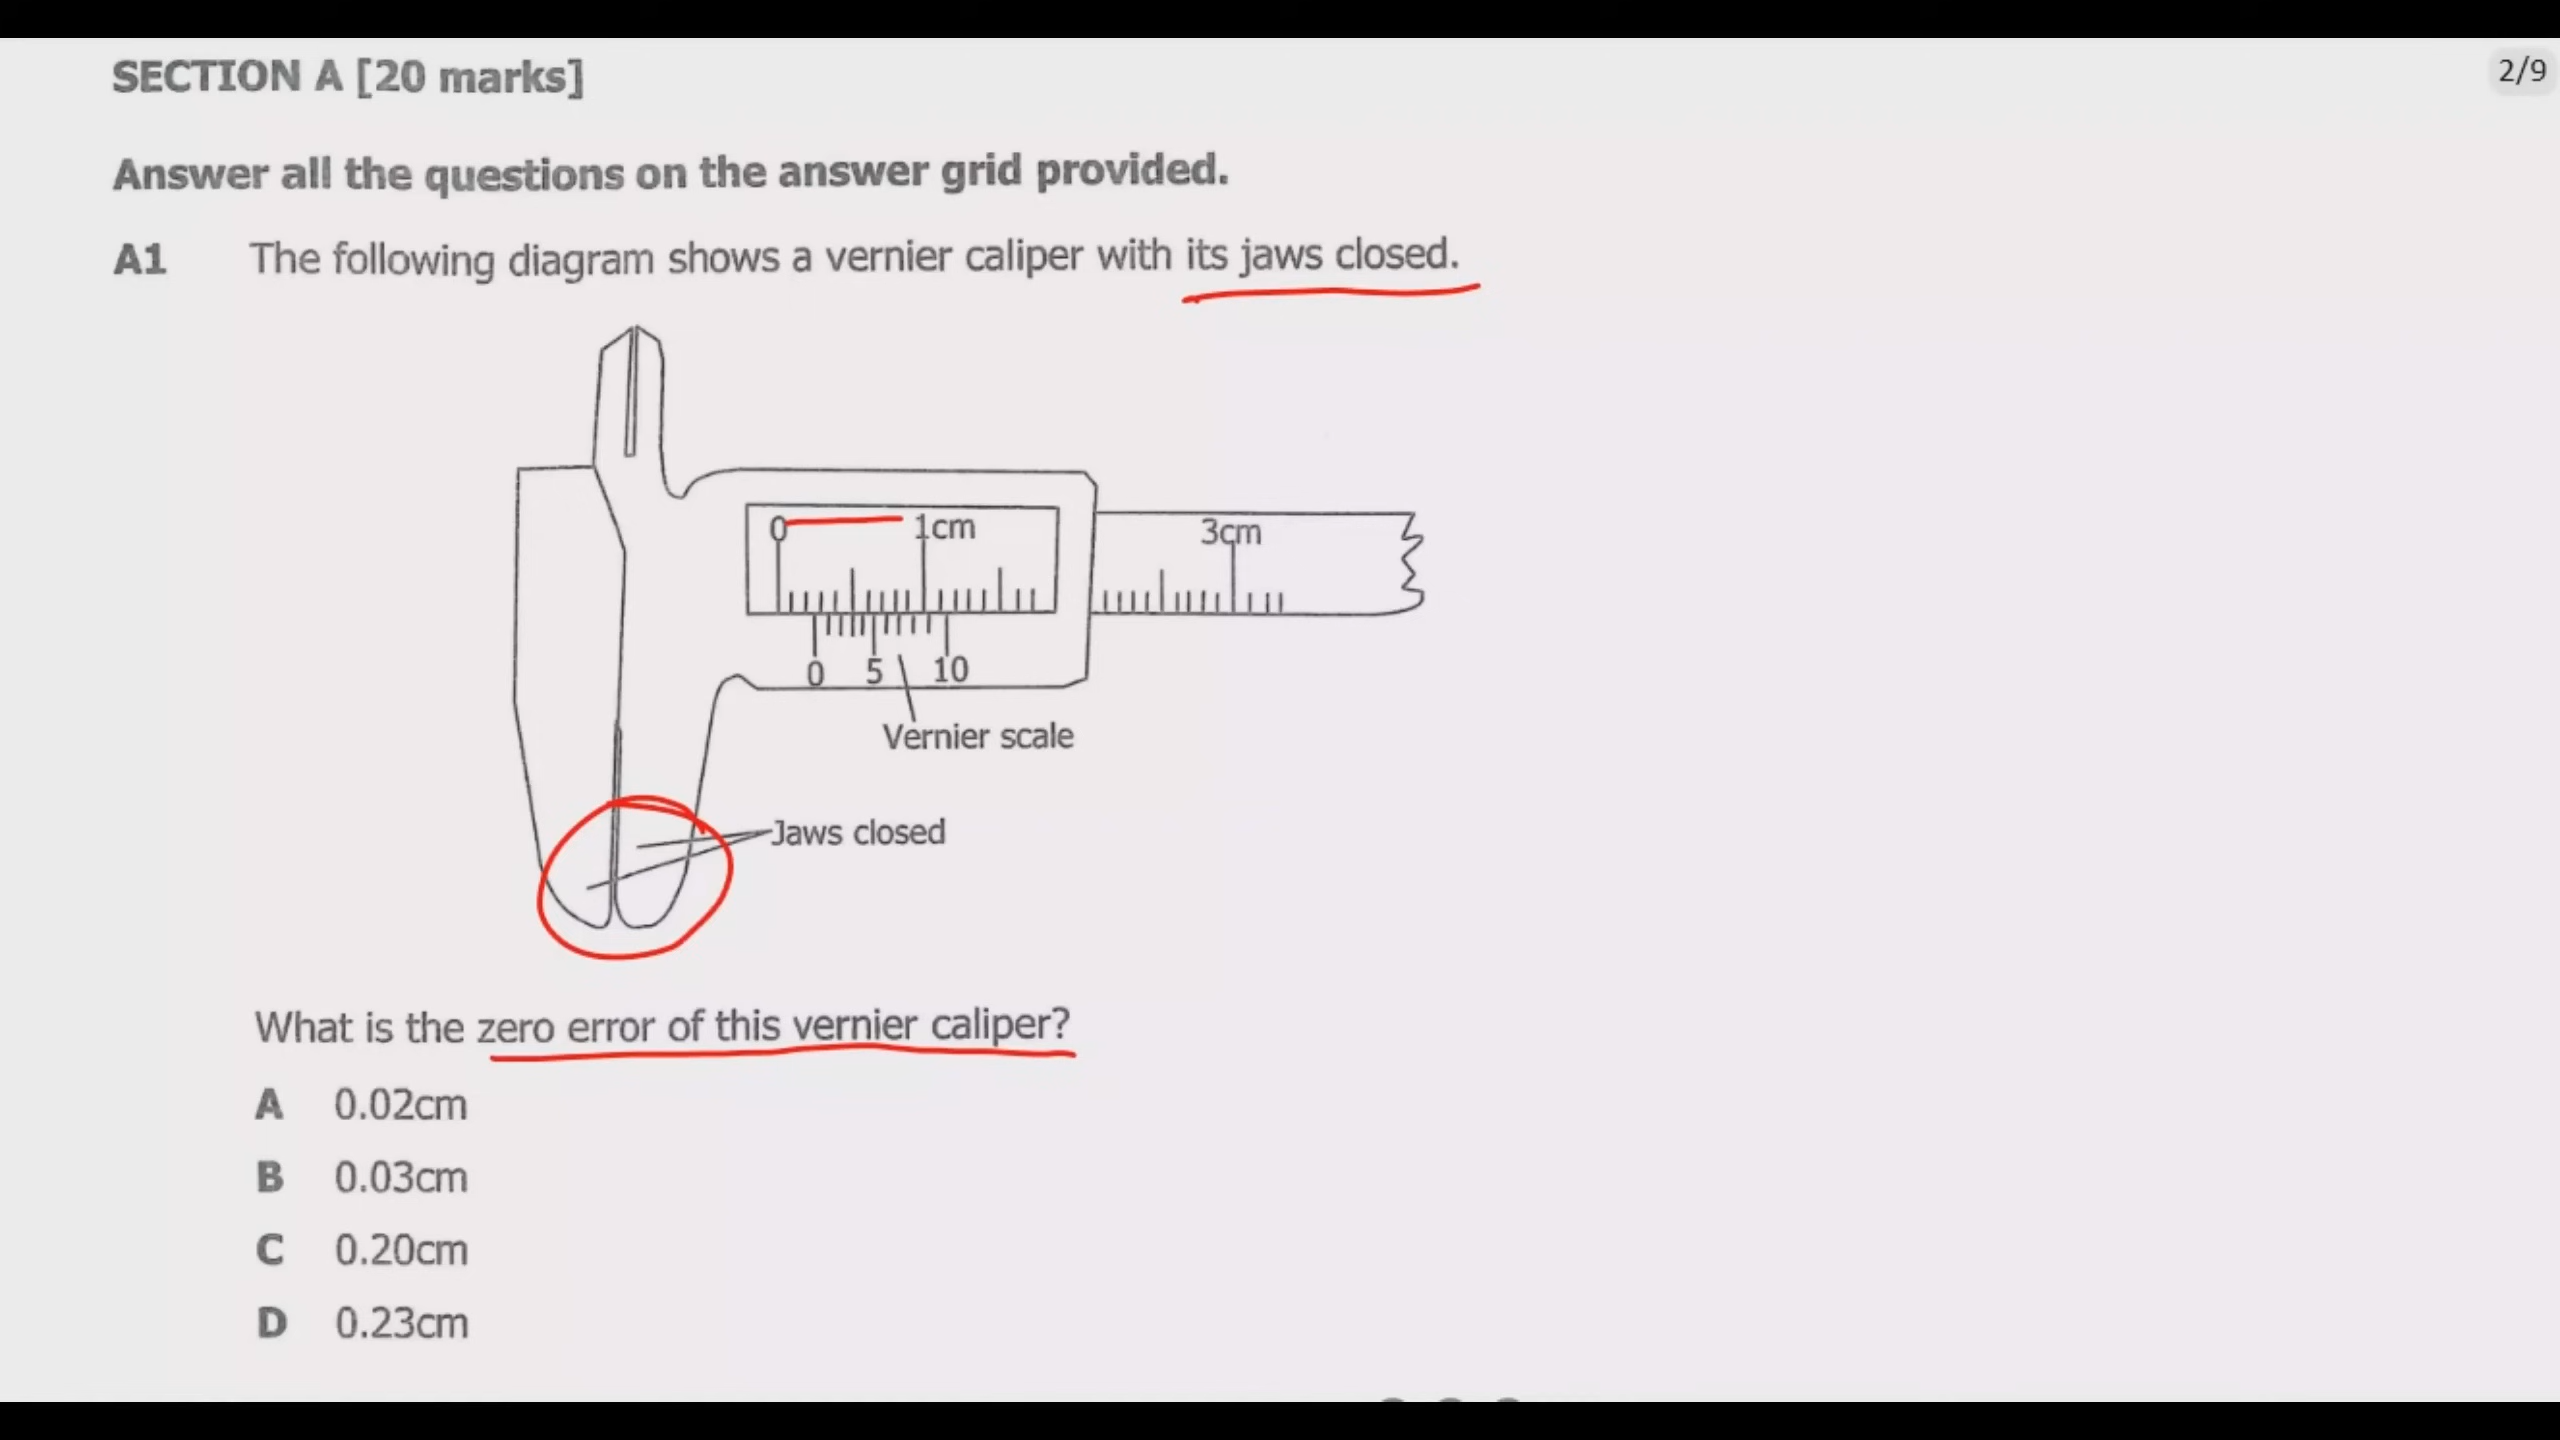 2/9
SECTION A [20 marks]
Answer all the questions on the answer grid provided.
A1 The following diagram shows a vernier caliper with its jaws closed.
0 1cm 3cm
0 5 10
Vernier scale
Jaws closed
What is the zero error of this vernier caliper?
A 0.02cm
B 0.03cm
C 0.20cm
D 0.23cm